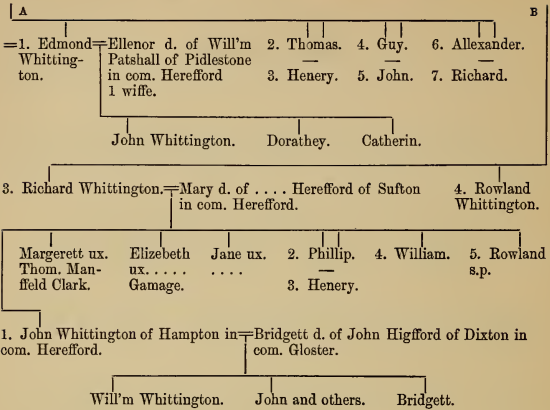 A B
=1. Edmond=Ellenor d. of Will'm 2. Thomas. 4. Guy. 6. Allexander.
Whitting- Patshall of Pidlestone
ton. in com. Herefford 3. Henery. 5. John. 7. Richard.
1 wiffe.
John Whittington. Dorathey. Catherin.
3. Richard Whittington.=Mary d. of .... Herefford of Sufton 4. Rowland
in com. Hereford. Whittington.
Margerett ux. Elizebeth Jane ux. 2. Phillip. 4. William. 5. Rowland
Thom. Man- ux..... .... s.p.
ffeld Clark. Gamage. 3. Henery.
1. John Whittington of Hampton in=Bridgett d. of John Higfford of Dixton in
com. Herefford. com. Gloster.
Will'm Whittington. John and others. Bridgett.